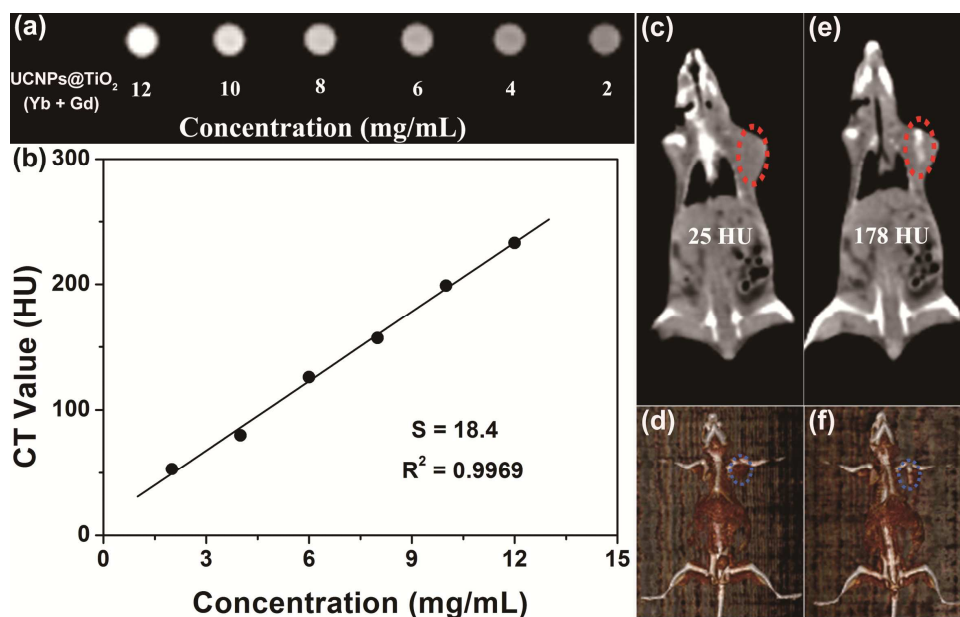 (a)
UCNPs@TiO₂
(Yb + Gd)
12 10 8 6 4 2
Concentration (mg/mL)
(b)
300
200
100
0
CT Value (HU)
S = 18.4
R² = 0.9969
0 3 6 9 12 15
Concentration (mg/mL)
(c)
25 HU
(e)
178 HU
(d)
(f)